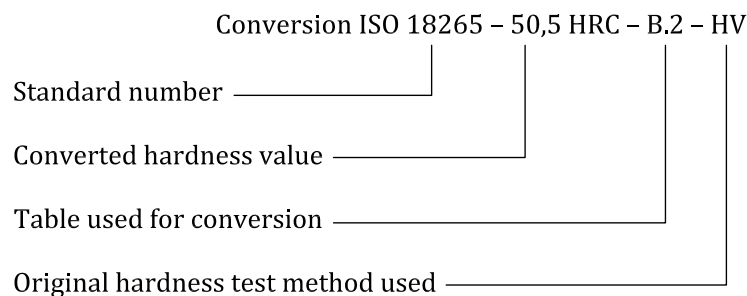 Conversion ISO 18265 – 50,5 HRC – B.2 – HV
Standard number
Converted hardness value
Table used for conversion
Original hardness test method used